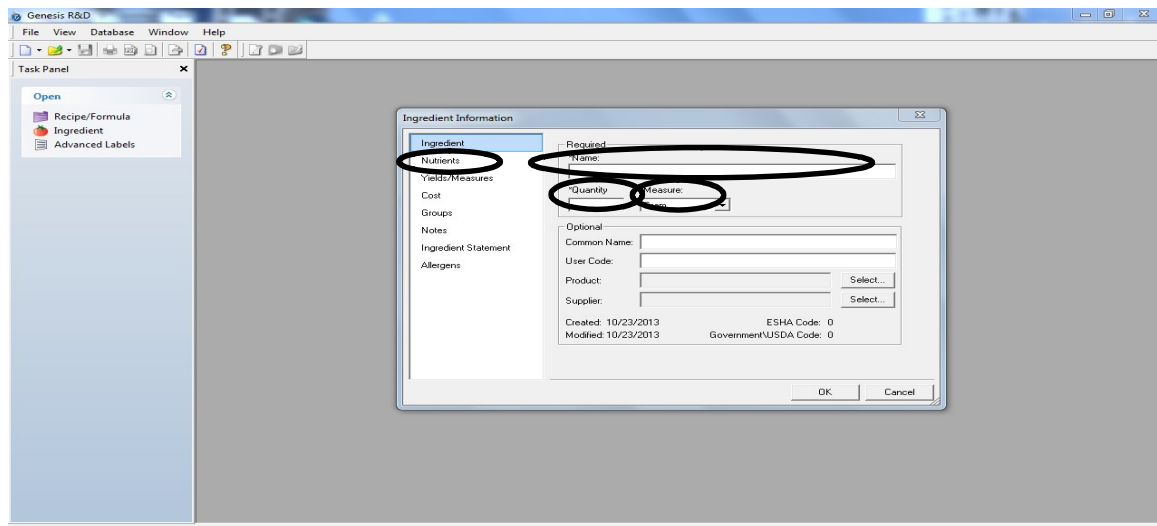 Genesis R&D
File View Database Window Help
Task Panel
Open
Recipe/Formula
Ingredient
Advanced Labels
Ingredient Information
Ingredient
Nutrients
Yields/Measures
Cost
Groups
Notes
Ingredient Statement
Allergens
Required
*Name:
*Quantity
Measure:
Optional
Common Name:
User Code:
Product:
Select...
Supplier:
Select...
Created: 10/23/2013
ESHA Code: 0
Modified: 10/23/2013
Government\USDA Code: 0
OK
Cancel